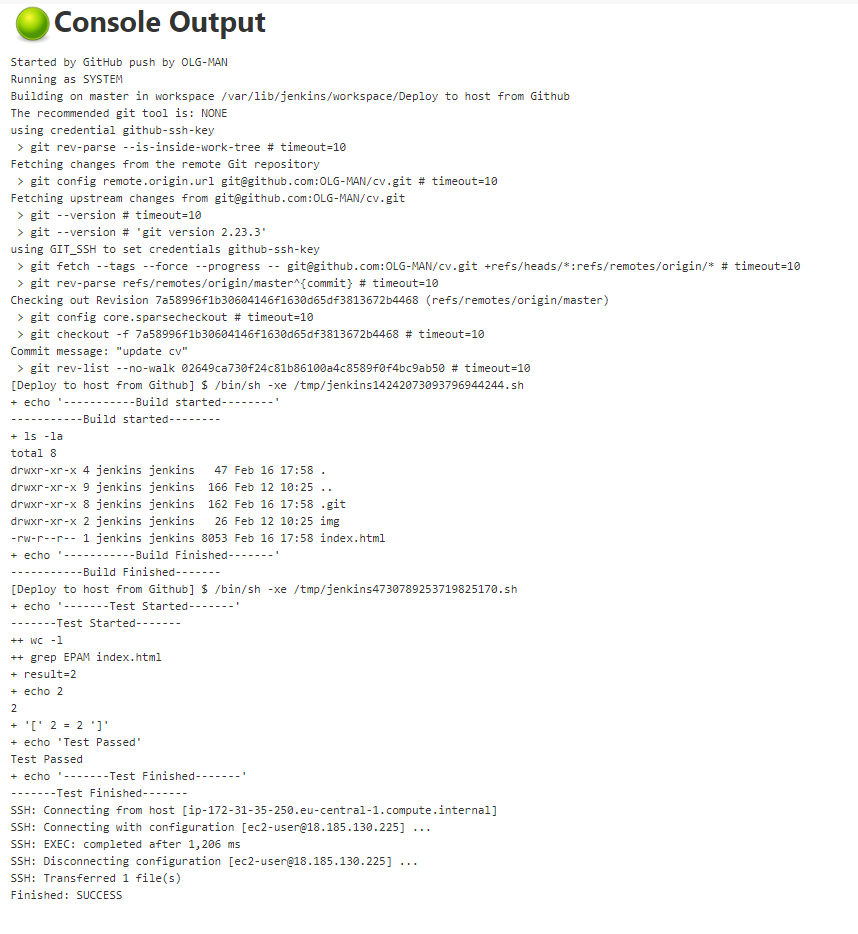 Console Output
Started by GitHub push by OLG-MAN
Running as SYSTEM
Building on master in workspace /var/lib/jenkins/workspace/Deploy to host from Github
The recommended git tool is: NONE
using credential github-ssh-key
 > git rev-parse --is-inside-work-tree # timeout=10
Fetching changes from the remote Git repository
 > git config remote.origin.url git@github.com:OLG-MAN/cv.git # timeout=10
Fetching upstream changes from git@github.com:OLG-MAN/cv.git
 > git --version # timeout=10
 > git --version # 'git version 2.23.3'
using GIT_SSH to set credentials github-ssh-key
 > git fetch --tags --force --progress -- git@github.com:OLG-MAN/cv.git +refs/heads/*:refs/remotes/origin/* # timeout=10
 > git rev-parse refs/remotes/origin/master^{commit} # timeout=10
Checking out Revision 7a58996f1b30604146f1630d65df3813672b4468 (refs/remotes/origin/master)
 > git config core.sparsecheckout # timeout=10
 > git checkout -f 7a58996f1b30604146f1630d65df3813672b4468 # timeout=10
Commit message: "update cv"
 > git rev-list --no-walk 02649ca730f24c81b86100a4c8589f0f4bc9ab50 # timeout=10
[Deploy to host from Github] $ /bin/sh -xe /tmp/jenkins14242073093796944244.sh
+ echo '-----------Build started--------'
-----------Build started--------
+ ls -la
total 8
drwxr-xr-x 4 jenkins jenkins   47 Feb 16 17:58 .
drwxr-xr-x 9 jenkins jenkins  166 Feb 12 10:25 ..
drwxr-xr-x 8 jenkins jenkins  162 Feb 16 17:58 .git
drwxr-xr-x 2 jenkins jenkins   26 Feb 12 10:25 img
-rw-r--r-- 1 jenkins jenkins 8053 Feb 16 17:58 index.html
+ echo '-----------Build Finished-------'
-----------Build Finished-------
[Deploy to host from Github] $ /bin/sh -xe /tmp/jenkins4730789253719825170.sh
+ echo '-------Test Started-------'
-------Test Started-------
++ wc -l
++ grep EPAM index.html
+ result=2
+ echo 2
2
+ '[' 2 = 2 ']'
+ echo 'Test Passed'
Test Passed
+ echo '-------Test Finished-------'
-------Test Finished-------
SSH: Connecting from host [ip-172-31-35-250.eu-central-1.compute.internal]
SSH: Connecting with configuration [ec2-user@18.185.130.225] ...
SSH: EXEC: completed after 1,206 ms
SSH: Disconnecting configuration [ec2-user@18.185.130.225] ...
SSH: Transferred 1 file(s)
Finished: SUCCESS